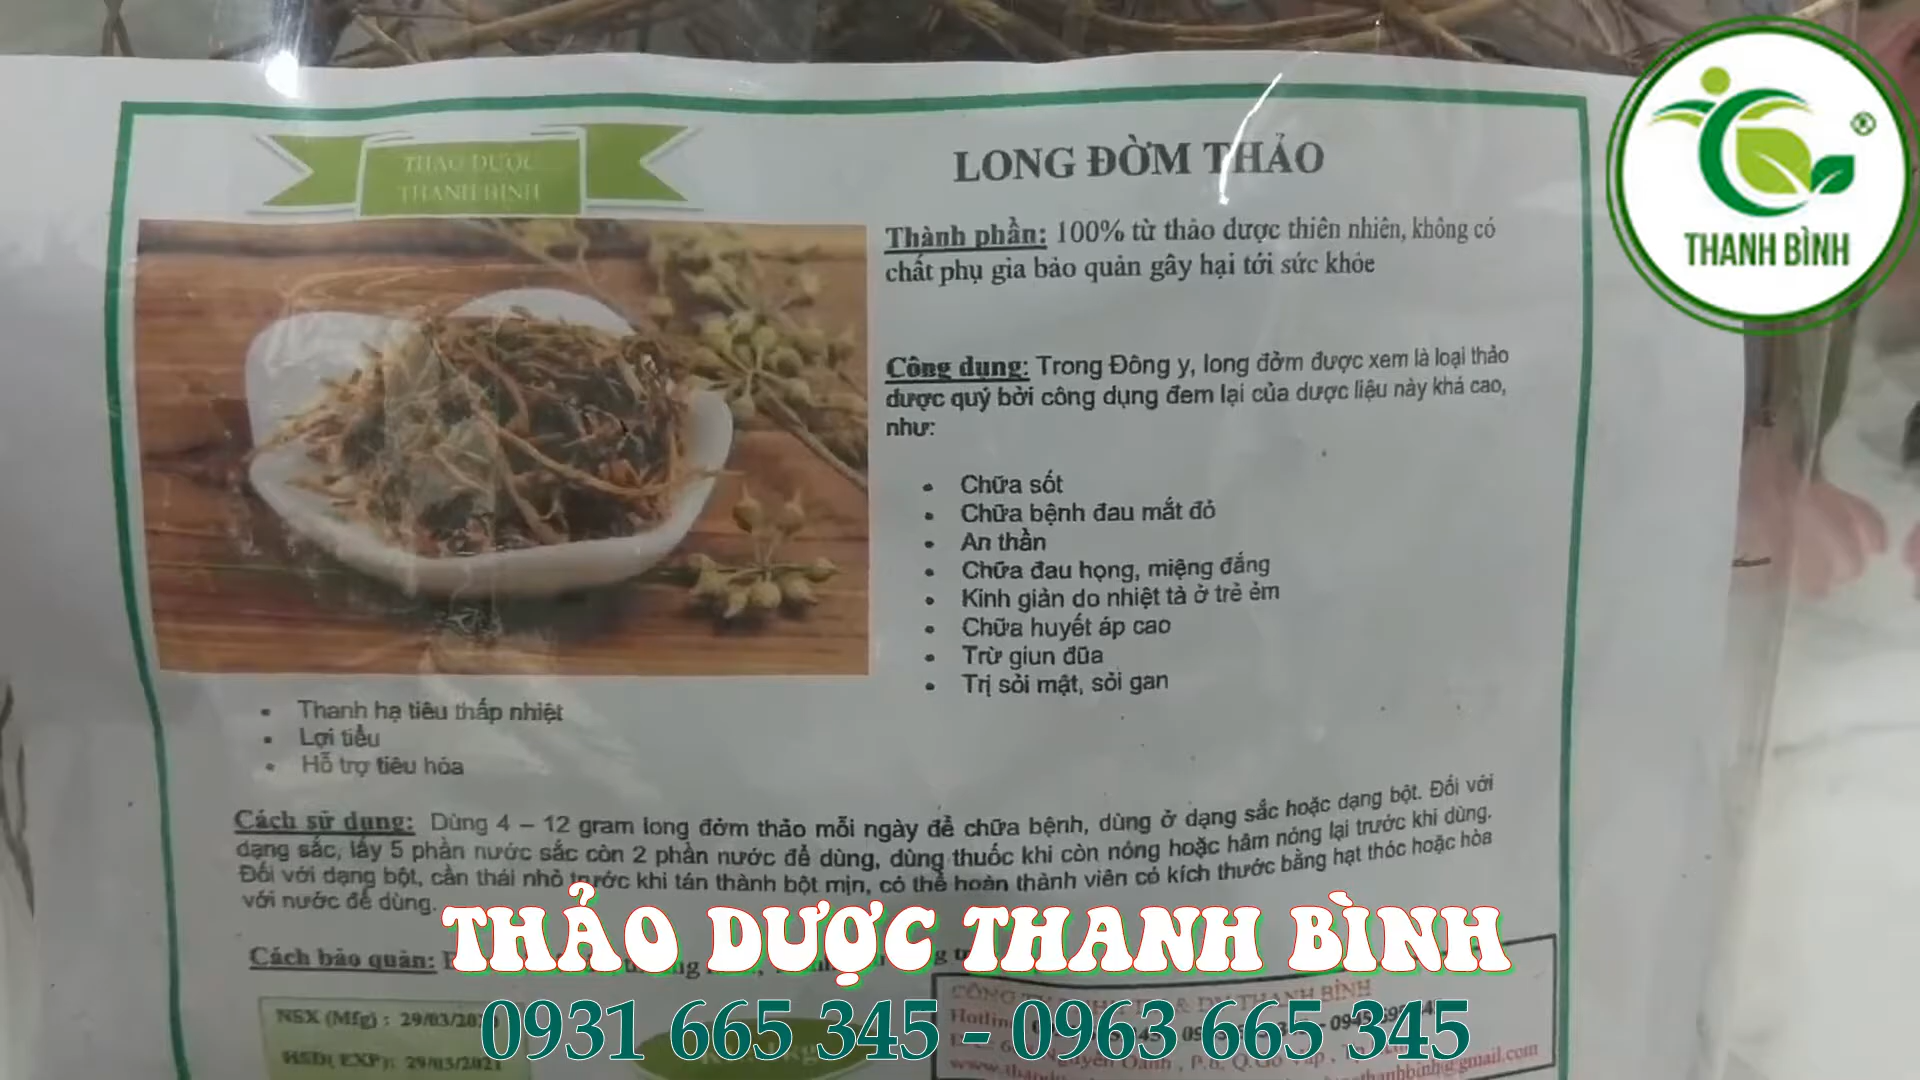 THẢO DƯỢC
THANH BÌNH
LONG ĐỜM THẢO
®
THANH BÌNH
Thành phần: 100% từ thảo dược thiên nhiên, không có
chất phụ gia bảo quản gây hại tới sức khỏe
Công dụng: Trong Đông y, long đởm được xem là loại thảo
dược quý bởi công dụng đem lại của dược liệu này khá cao,
như:
• Chữa sốt
• Chữa bệnh đau mắt đỏ
• An thần
• Chữa đau họng, miệng đắng
• Kinh giản do nhiệt tả ở trẻ ẻm
• Chữa huyết áp cao
• Trừ giun đũa
• Trị sỏi mật, sỏi gan
• Thanh hạ tiêu thấp nhiệt
• Lợi tiểu
• Hỗ trợ tiêu hóa
Cách sử dụng: Dùng 4 – 12 gram long đởm thảo mỗi ngày để chữa bệnh, dùng ở dạng sắc hoặc dạng bột. Đối với
dạng sắc, lấy 5 phần nước sắc còn 2 phần nước để dùng, dùng thuốc khi còn nóng hoặc hâm nóng lại trước khi dùng.
Đối với dạng bột, cần thái nhỏ trước khi tán thành bột mịn, có thể hoàn thành viên có kích thước bằng hạt thóc hoặc hòa
với nước để dùng.
THẢO DƯỢC THANH BÌNH
Cách bảo quản:
0931 665 345 - 0963 665 345
NSX (Mfg) : 29/03/20
HSD( EXP): 29/03/2021
THANH BÌNH
Hotlin